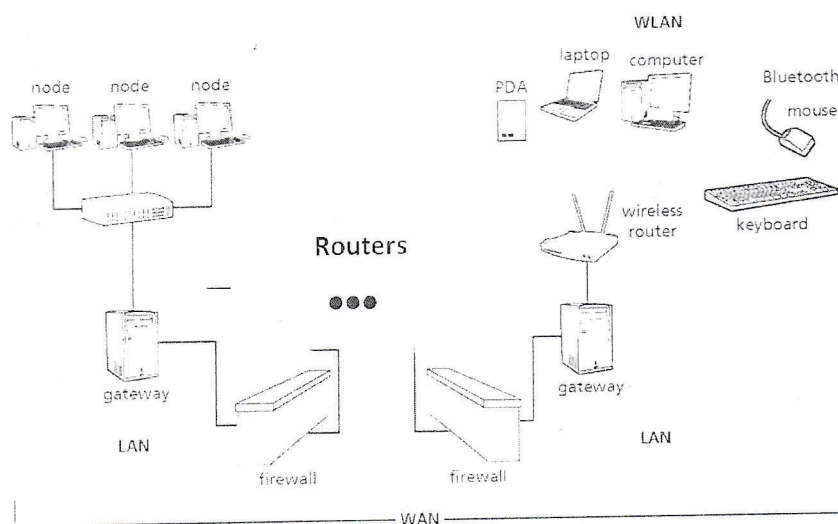 WLAN
node node node
laptop computer
PDA
Bluetooth
mouse
keyboard
wireless
router
Routers
gateway
gateway
LAN
LAN
firewall
firewall
WAN